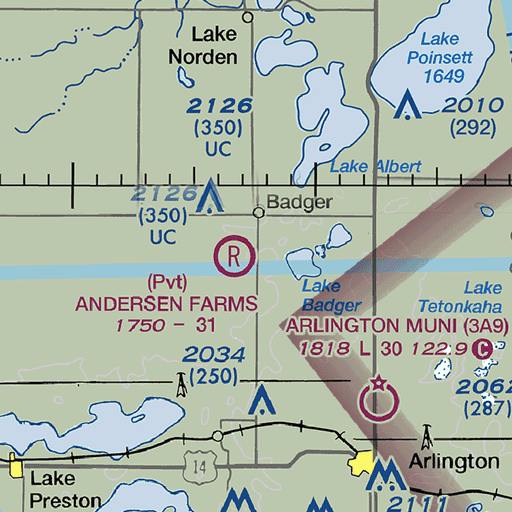 Lake
Norden
Lake
Poinsett
1649
2126
(350)
UC
2010
(292)
Lake Albert
2126
(350)
UC
Badger
R
(Pvt)
ANDERSEN FARMS
1750 - 31
Lake
Badger
Lake
Tetonkaha
ARLINGTON MUNI (3A9)
1818 L 30 122.9 C
2034
(250)
2062
(287)
14
Arlington
Lake
Preston
2111